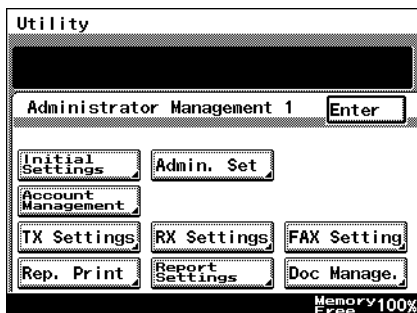 Utility
Administrator Management 1
Enter
Initial
Settings
Admin. Set
Account
Management
TX Settings
RX Settings
FAX Setting
Rep. Print
Report
Settings
Doc Manage.
Memory
Free 100%